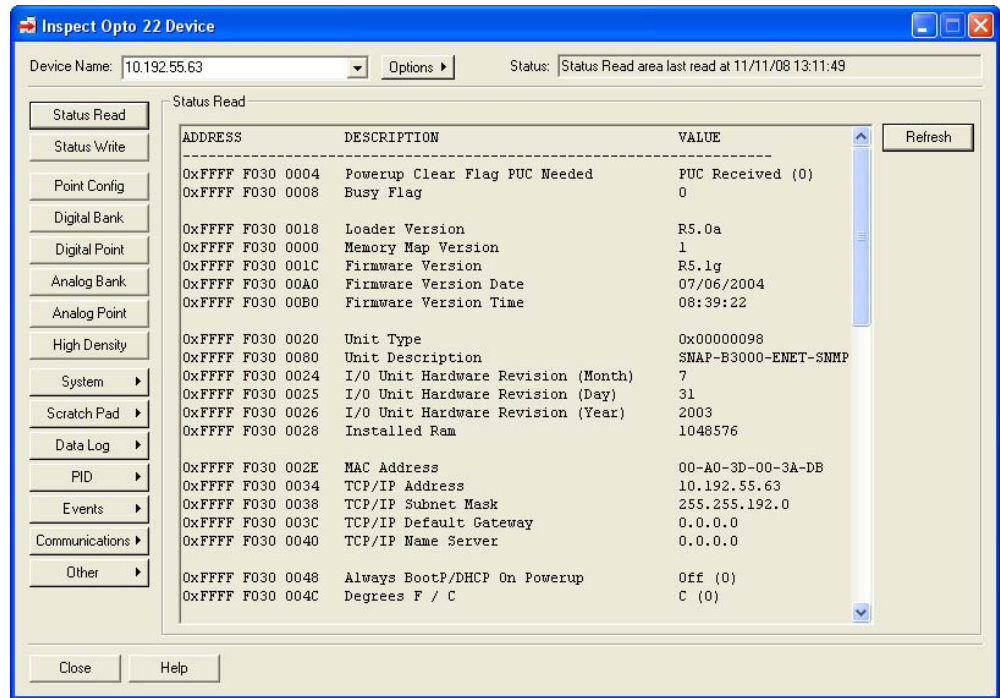 Inspect Opto 22 Device
Device Name: 10.192.55.63 Options Status: Status Read area last read at 11/11/08 13:11:49
Status Read
Status Write
Point Config
Digital Bank
Digital Point
Analog Bank
Analog Point
High Density
System
Scratch Pad
Data Log
PID
Events
Communications
Other
Status Read
ADDRESS DESCRIPTION VALUE
--------------------------------------------------------------------------
0xFFFF F030 0004 Powerup Clear Flag PUC Needed PUC Received (0)
0xFFFF F030 0008 Busy Flag 0
0xFFFF F030 0018 Loader Version R5.0a
0xFFFF F030 0000 Memory Map Version 1
0xFFFF F030 001C Firmware Version R5.1g
0xFFFF F030 00A0 Firmware Version Date 07/06/2004
0xFFFF F030 00B0 Firmware Version Time 08:39:22
0xFFFF F030 0020 Unit Type 0x00000098
0xFFFF F030 0080 Unit Description SNAP-B3000-ENET-SNMP
0xFFFF F030 0024 I/O Unit Hardware Revision (Month) 7
0xFFFF F030 0025 I/O Unit Hardware Revision (Day) 31
0xFFFF F030 0026 I/O Unit Hardware Revision (Year) 2003
0xFFFF F030 0028 Installed Ram 1048576
0xFFFF F030 002E MAC Address 00-A0-3D-00-3A-DB
0xFFFF F030 0034 TCP/IP Address 10.192.55.63
0xFFFF F030 0038 TCP/IP Subnet Mask 255.255.192.0
0xFFFF F030 003C TCP/IP Default Gateway 0.0.0.0
0xFFFF F030 0040 TCP/IP Name Server 0.0.0.0
0xFFFF F030 0048 Always BootP/DHCP On Powerup Off (0)
0xFFFF F030 004C Degrees F / C C (0)
Refresh
Close Help